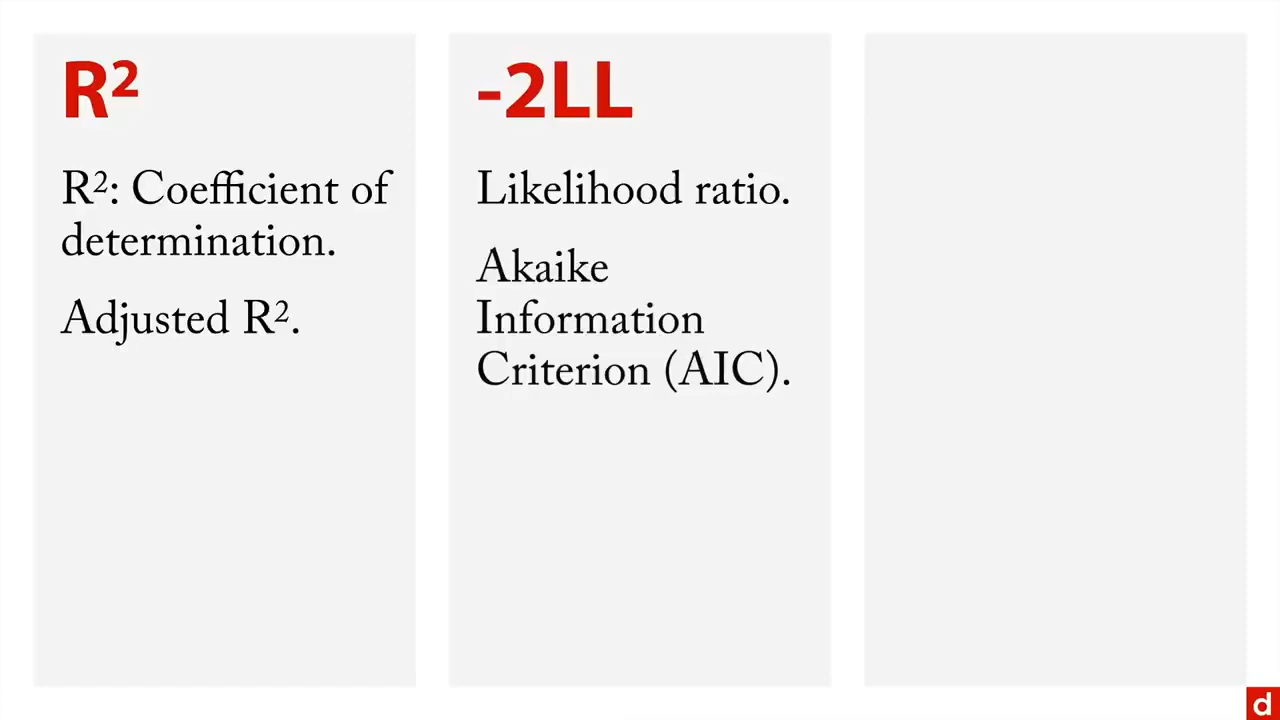 R²
R²: Coefficient of
determination.
Adjusted R².
-2LL
Likelihood ratio.
Akaike
Information
Criterion (AIC).
d